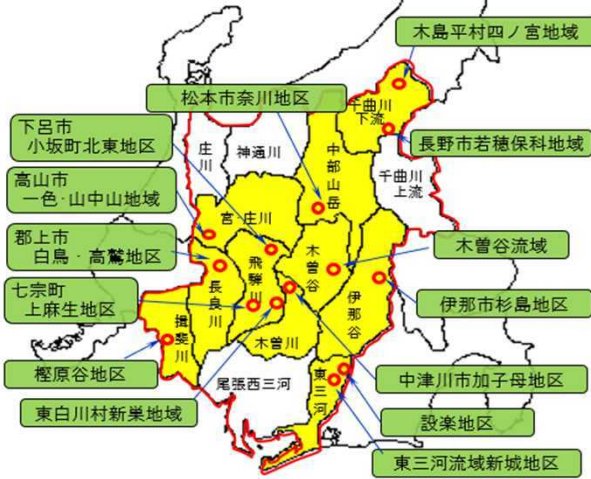 木島平村四ノ宮地域
松本市奈川地区
千曲川
下流
下呂市
小坂町北東地区
長野市若穂保科地域
庄川
神通川
中部山岳
千曲川
上流
高山市
一色・山中山地域
宮・庄川
郡上市
白鳥・高鷲地区
飛騨川
木曽谷
木曽谷流域
七宗町
上麻生地区
長良川
伊那谷
伊那市杉島地区
揖斐川
木曽川
樫原谷地区
尾張西三河
東三河
中津川市加子母地区
東白川村新巣地域
設楽地区
東三河流域新城地区